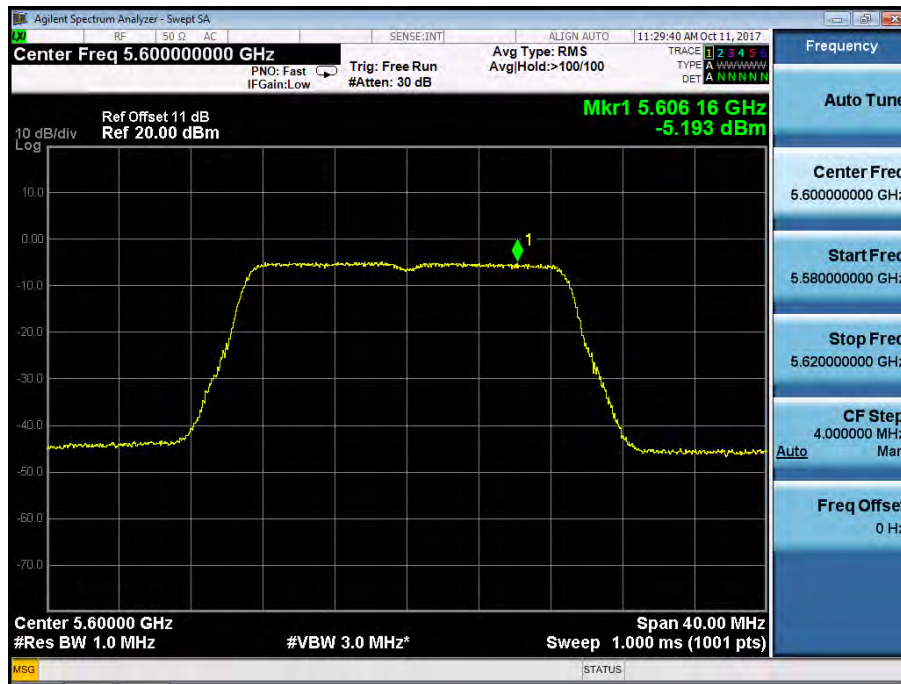 Agilent Spectrum Analyzer - Swept SA
LXI RF 50 Ω AC SENSE:INT ALIGN AUTO 11:29:40 AM Oct 11, 2017
Center Freq 5.600000000 GHz
PNO: Fast
IFGain:Low
Trig: Free Run
#Atten: 30 dB
Avg Type: RMS
Avg|Hold:>100/100
TRACE 1 2 3 4 5 6
TYPE A WWWWW
DET A N N N N N
Ref Offset 11 dB
Ref 20.00 dBm
10 dB/div
Log
Mkr1 5.606 16 GHz
-5.193 dBm
10.0
0.00
-10.0
-20.0
-30.0
-40.0
-50.0
-60.0
-70.0
1
Center 5.60000 GHz
#Res BW 1.0 MHz
#VBW 3.0 MHz*
Span 40.00 MHz
Sweep 1.000 ms (1001 pts)
MSG
STATUS
Frequency
Auto Tune
Center Freq
5.600000000 GHz
Start Freq
5.580000000 GHz
Stop Freq
5.620000000 GHz
CF Step
4.000000 MHz
Auto Man
Freq Offset
0 Hz